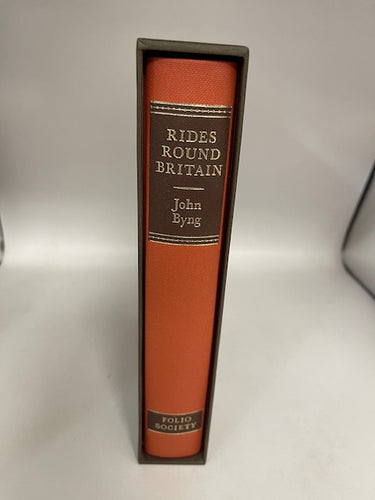 RIDES
ROUND
BRITAIN
John
Byng
FOLIO
SOCIETY